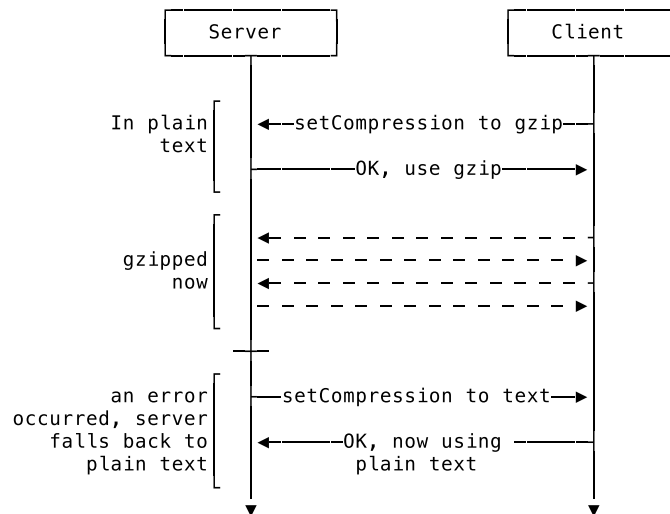 Server
Client
In plain
text
setCompression to gzip
OK, use gzip
gzipped
now
an error
occurred, server
falls back to
plain text
setCompression to text
OK, now using
plain text